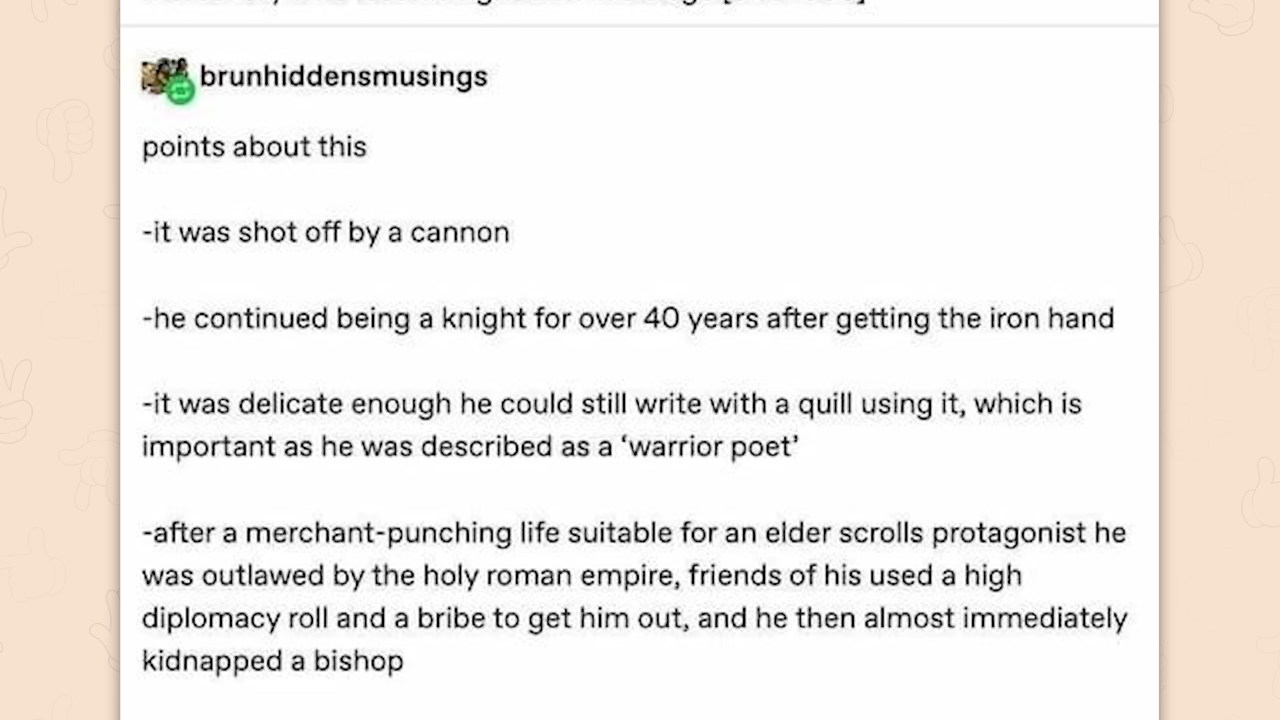 brunhiddensmusings
points about this
-it was shot off by a cannon
-he continued being a knight for over 40 years after getting the iron hand
-it was delicate enough he could still write with a quill using it, which is
important as he was described as a ‘warrior poet’
-after a merchant-punching life suitable for an elder scrolls protagonist he
was outlawed by the holy roman empire, friends of his used a high
diplomacy roll and a bribe to get him out, and he then almost immediately
kidnapped a bishop